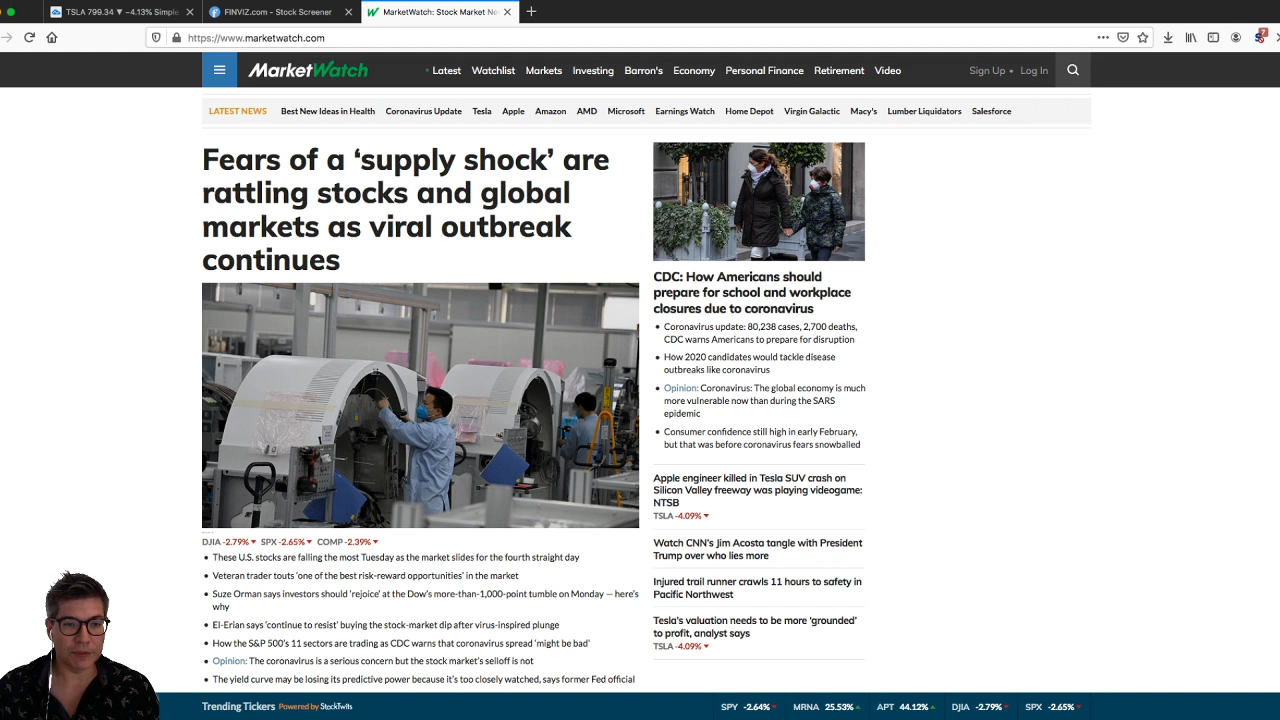 TSLA 799.34 ▼ −4.13% Simple
FINVIZ.com - Stock Screener
MarketWatch: Stock Market Ne
https://www.marketwatch.com
7
MarketWatch
Latest Watchlist Markets Investing Barron's Economy Personal Finance Retirement Video
Sign Up • Log In
LATEST NEWS Best New Ideas in Health Coronavirus Update Tesla Apple Amazon AMD Microsoft Earnings Watch Home Depot Virgin Galactic Macy's Lumber Liquidators Salesforce
Fears of a ‘supply shock’ are
rattling stocks and global
markets as viral outbreak
continues
DJIA -2.79% ▼ SPX -2.65% ▼ COMP -2.39% ▼
• These U.S. stocks are falling the most Tuesday as the market slides for the fourth straight day
• Veteran trader touts ‘one of the best risk-reward opportunities’ in the market
• Suze Orman says investors should ‘rejoice’ at the Dow’s more-than-1,000-point tumble on Monday — here’s
why
• El-Erian says ‘continue to resist’ buying the stock-market dip after virus-inspired plunge
• How the S&P 500’s 11 sectors are trading as CDC warns that coronavirus spread ‘might be bad’
• Opinion: The coronavirus is a serious concern but the stock market’s selloff is not
• The yield curve may be losing its predictive power because it’s too closely watched, says former Fed official
CDC: How Americans should
prepare for school and workplace
closures due to coronavirus
• Coronavirus update: 80,238 cases, 2,700 deaths,
CDC warns Americans to prepare for disruption
• How 2020 candidates would tackle disease
outbreaks like coronavirus
• Opinion: Coronavirus: The global economy is much
more vulnerable now than during the SARS
epidemic
• Consumer confidence still high in early February,
but that was before coronavirus fears snowballed
Apple engineer killed in Tesla SUV crash on
Silicon Valley freeway was playing videogame:
NTSB
TSLA -4.09% ▼
Watch CNN’s Jim Acosta tangle with President
Trump over who lies more
Injured trail runner crawls 11 hours to safety in
Pacific Northwest
Tesla’s valuation needs to be more ‘grounded’
to profit, analyst says
TSLA -4.09% ▼
Trending Tickers Powered by StockTwits
SPY -2.64% ▼ MRNA 25.53% ▲ APT 44.12% ▲ DJIA -2.79% ▼ SPX -2.65% ▼